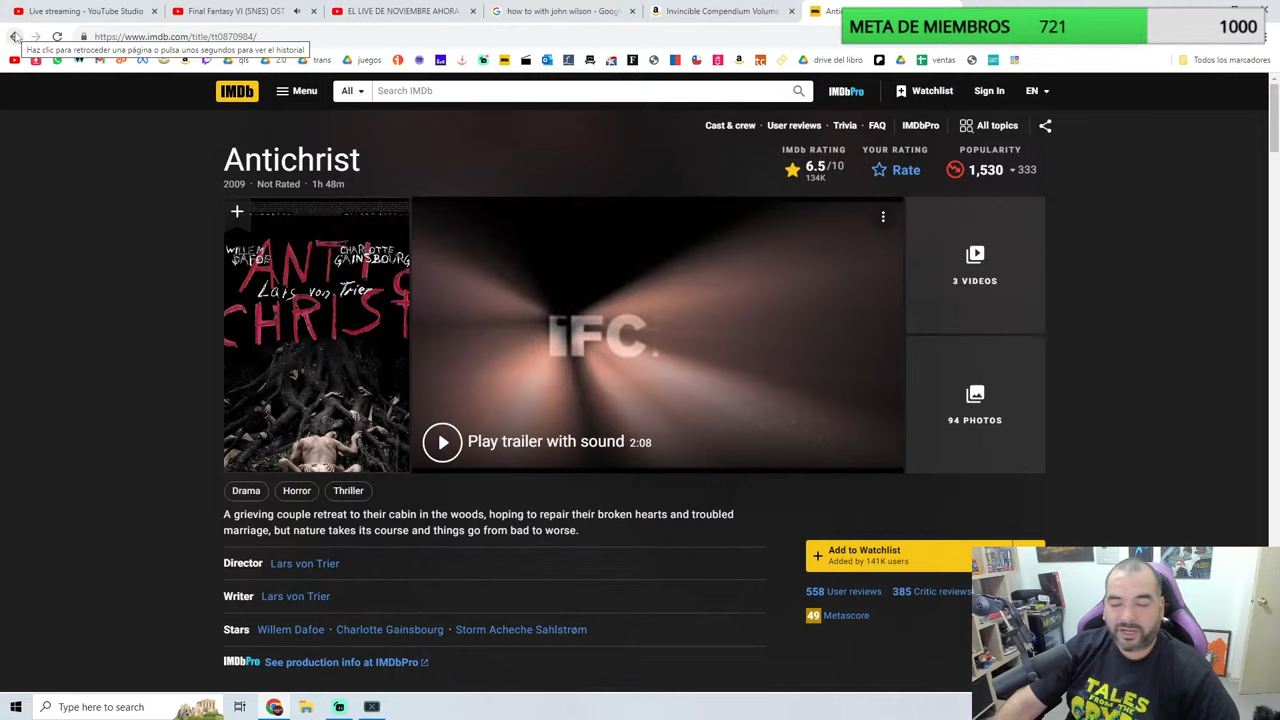 Live streaming - YouTube Studio
Final Fantasy VI (SNES) OST
EL LIVE DE NOVIEMBRE AHORA
how to with john wilson - Goog
Invincible Compendium Volume
META DE MIEMBROS 721 1000
https://www.imdb.com/title/tt0870984/
Haz clic para retroceder una página o pulsa unos segundos para ver el historial
qls
2.0
trans
juegos
drive del libro
ventas
Todos los marcadores
IMDb
Menu
All
Search IMDb
IMDbPro
Watchlist
Sign In
EN
Cast & crew · User reviews · Trivia · FAQ
IMDbPro
All topics
Antichrist
2009 · Not Rated · 1h 48m
IMDb RATING
6.5/10
134K
YOUR RATING
Rate
POPULARITY
1,530
333
WILLEM DAFOE
CHARLOTTE GAINSBOURG
ANTI
CHRIST
Lars von Trier
IFC.
Play trailer with sound 2:08
3 VIDEOS
94 PHOTOS
Drama
Horror
Thriller
A grieving couple retreat to their cabin in the woods, hoping to repair their broken hearts and troubled
marriage, but nature takes its course and things go from bad to worse.
Director Lars von Trier
Writer Lars von Trier
Stars Willem Dafoe · Charlotte Gainsbourg · Storm Acheche Sahlstrøm
IMDbPro See production info at IMDbPro
Add to Watchlist
Added by 141K users
558 User reviews
385 Critic reviews
49 Metascore
TALES
FROM THE
Type here to search